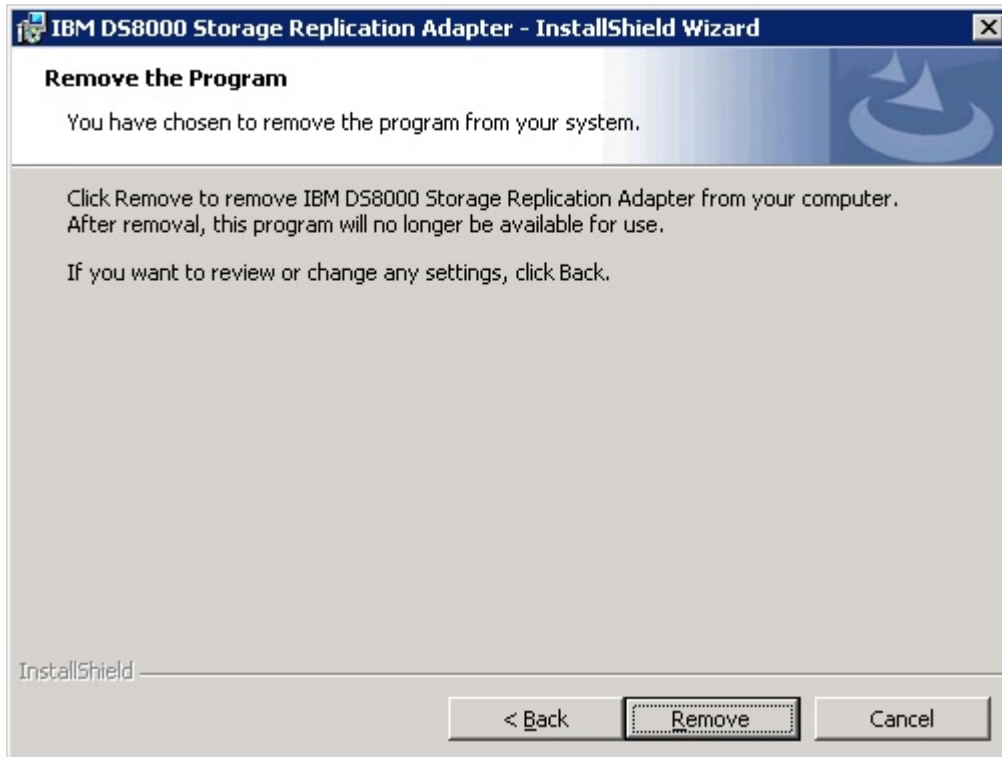 IBM DS8000 Storage Replication Adapter - InstallShield Wizard
Remove the Program
You have chosen to remove the program from your system.
Click Remove to remove IBM DS8000 Storage Replication Adapter from your computer.
After removal, this program will no longer be available for use.
If you want to review or change any settings, click Back.
InstallShield
< Back
Remove
Cancel